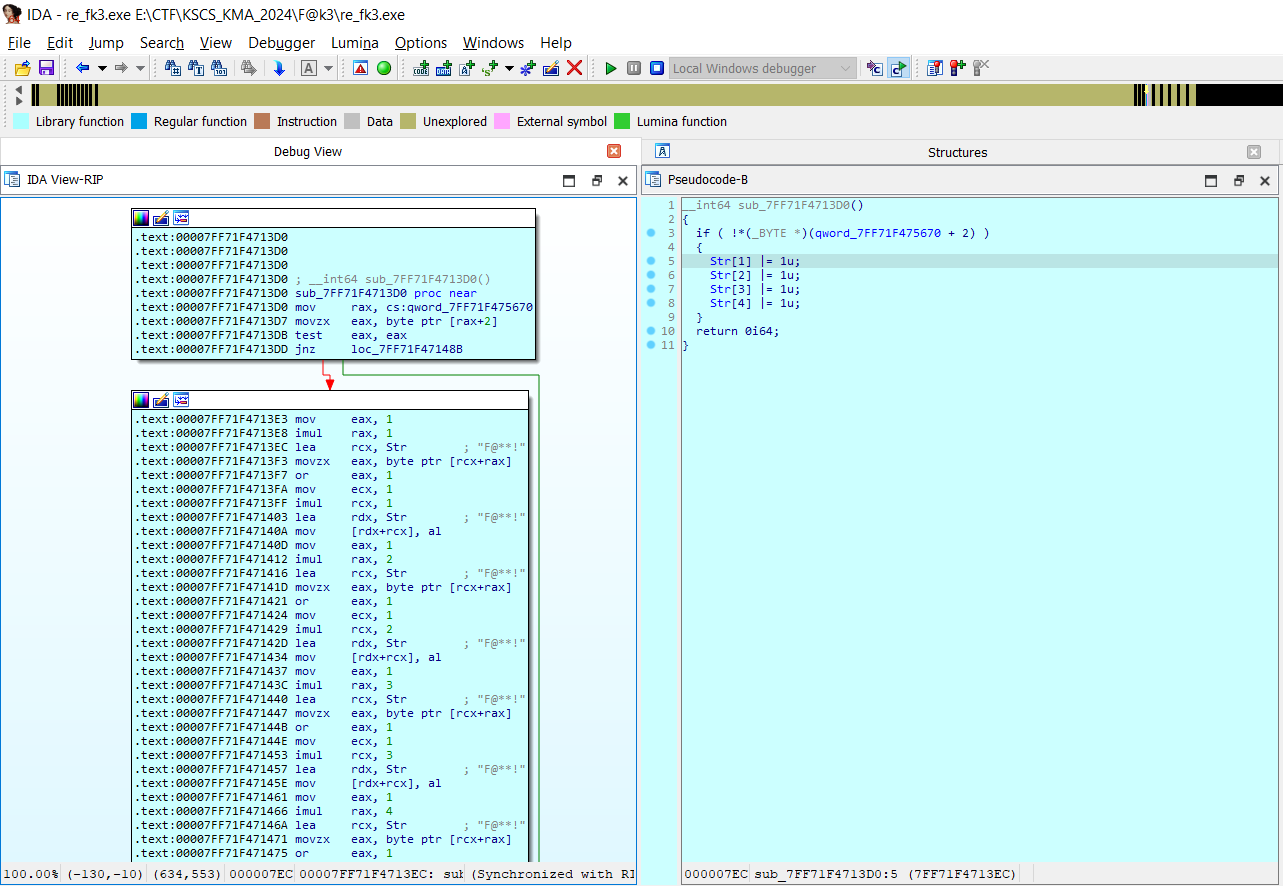 IDA - re_fk3.exe E:\CTF\KSCS_KMA_2024\F@k3\re_fk3.exe
File Edit Jump Search View Debugger Lumina Options Windows Help
Local Windows debugger
Library function Regular function Instruction Data Unexplored External symbol Lumina function
Debug View
Structures
IDA View-RIP
Pseudocode-B
.text:00007FF71F4713D0
.text:00007FF71F4713D0
.text:00007FF71F4713D0
.text:00007FF71F4713D0 ; __int64 sub_7FF71F4713D0()
.text:00007FF71F4713D0 sub_7FF71F4713D0 proc near
.text:00007FF71F4713D0 mov rax, cs:qword_7FF71F475670
.text:00007FF71F4713D7 movzx eax, byte ptr [rax+2]
.text:00007FF71F4713DB test eax, eax
.text:00007FF71F4713DD jnz loc_7FF71F47148B
.text:00007FF71F4713E3 mov eax, 1
.text:00007FF71F4713E8 imul rax, 1
.text:00007FF71F4713EC lea rcx, Str ; "F@**!"
.text:00007FF71F4713F3 movzx eax, byte ptr [rcx+rax]
.text:00007FF71F4713F7 or eax, 1
.text:00007FF71F4713FA mov ecx, 1
.text:00007FF71F4713FF imul rcx, 1
.text:00007FF71F471403 lea rdx, Str ; "F@**!"
.text:00007FF71F47140A mov [rdx+rcx], al
.text:00007FF71F47140D mov eax, 1
.text:00007FF71F471412 imul rax, 2
.text:00007FF71F471416 lea rcx, Str ; "F@**!"
.text:00007FF71F47141D movzx eax, byte ptr [rcx+rax]
.text:00007FF71F471421 or eax, 1
.text:00007FF71F471424 mov ecx, 1
.text:00007FF71F471429 imul rcx, 2
.text:00007FF71F47142D lea rdx, Str ; "F@**!"
.text:00007FF71F471434 mov [rdx+rcx], al
.text:00007FF71F471437 mov eax, 1
.text:00007FF71F47143C imul rax, 3
.text:00007FF71F471440 lea rcx, Str ; "F@**!"
.text:00007FF71F471447 movzx eax, byte ptr [rcx+rax]
.text:00007FF71F47144B or eax, 1
.text:00007FF71F47144E mov ecx, 1
.text:00007FF71F471453 imul rcx, 3
.text:00007FF71F471457 lea rdx, Str ; "F@**!"
.text:00007FF71F47145E mov [rdx+rcx], al
.text:00007FF71F471461 mov eax, 1
.text:00007FF71F471466 imul rax, 4
.text:00007FF71F47146A lea rcx, Str ; "F@**!"
.text:00007FF71F471471 movzx eax, byte ptr [rcx+rax]
.text:00007FF71F471475 or eax, 1
100.00% (-130,-10) (634,553) 000007EC 00007FF71F4713EC: sub (Synchronized with RI
1 __int64 sub_7FF71F4713D0()
2 {
3 if ( !*(_BYTE *)(qword_7FF71F475670 + 2) )
4 {
5 Str[1] |= 1u;
6 Str[2] |= 1u;
7 Str[3] |= 1u;
8 Str[4] |= 1u;
9 }
10 return 0i64;
11 }
000007EC sub_7FF71F4713D0:5 (7FF71F4713EC)